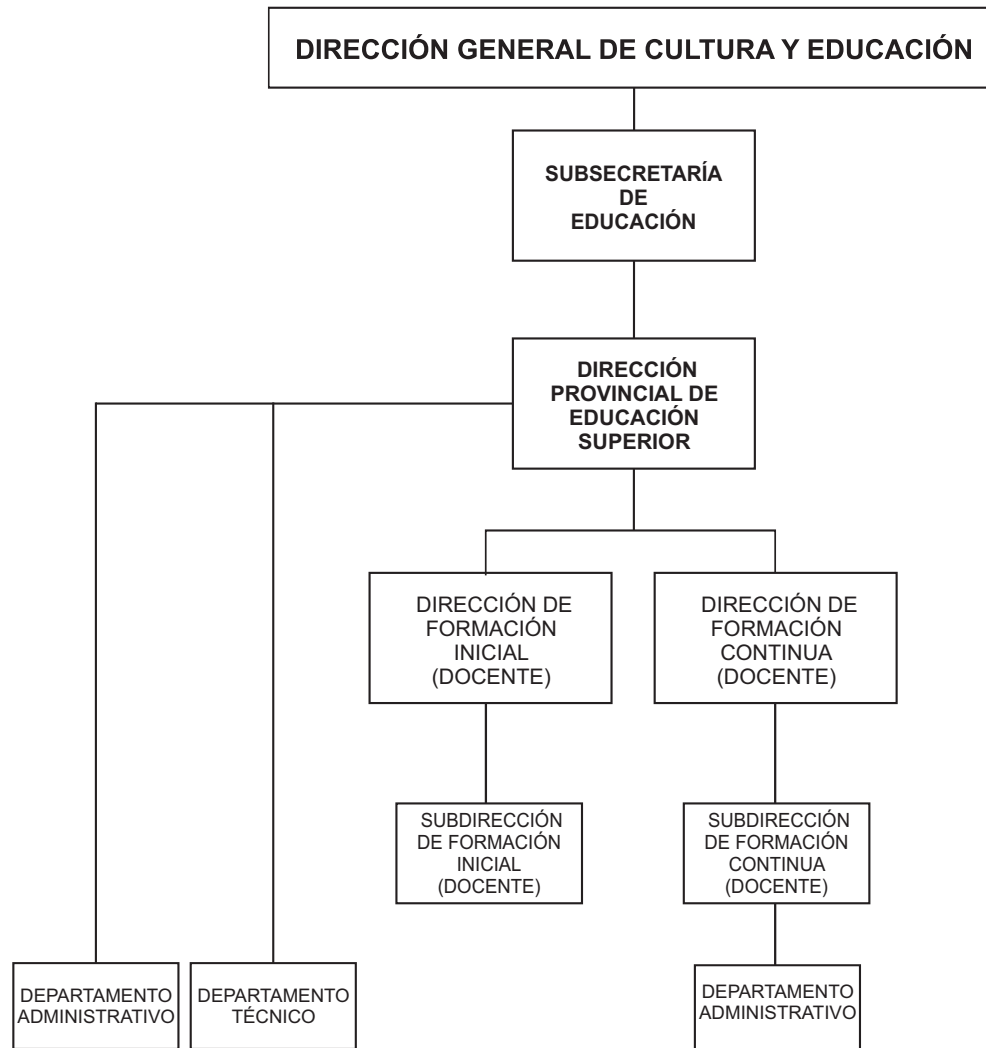 DIRECCIÓN GENERAL DE CULTURA Y EDUCACIÓN
SUBSECRETARÍA
DE
EDUCACIÓN
DIRECCIÓN
PROVINCIAL DE
EDUCACIÓN
SUPERIOR
DIRECCIÓN DE
FORMACIÓN
INICIAL
(DOCENTE)
DIRECCIÓN DE
FORMACIÓN
CONTINUA
(DOCENTE)
SUBDIRECCIÓN
DE FORMACIÓN
INICIAL
(DOCENTE)
SUBDIRECCIÓN
DE FORMACIÓN
CONTINUA
(DOCENTE)
DEPARTAMENTO
ADMINISTRATIVO
DEPARTAMENTO
TÉCNICO
DEPARTAMENTO
ADMINISTRATIVO